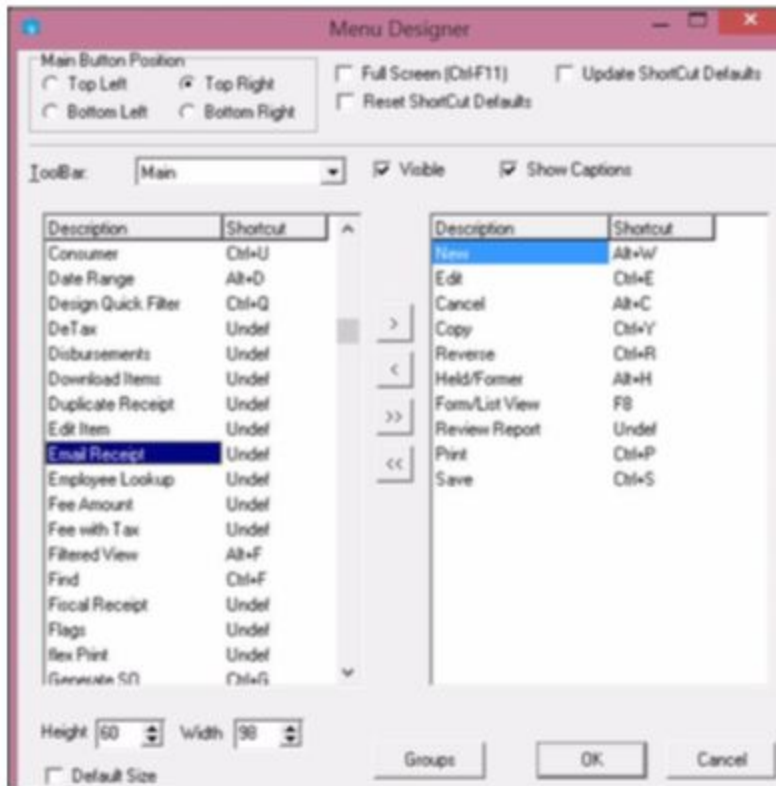 Menu Designer
Main Button Position
Top Left Top Right
Bottom Left Bottom Right
Full Screen (Ctrl-F11) Update ShortCut Defaults
Reset ShortCut Defaults
ToolBar: Main Visible Show Captions
Description Shortcut
Consumer Ctrl+U
Date Range Alt+D
Design Quick Filter Ctrl+Q
DeTax Undef
Disbursements Undef
Download Items Undef
Duplicate Receipt Undef
Edit Item Undef
Email Receipt Undef
Employee Lookup Undef
Fee Amount Undef
Fee with Tax Undef
Filtered View Alt+F
Find Ctrl+F
Fiscal Receipt Undef
Flags Undef
flex Print Undef
Generate SO Ctrl+G
>
<
>>
<<
Description Shortcut
New Alt+W
Edit Ctrl+E
Cancel Alt+C
Copy Ctrl+Y
Reverse Ctrl+R
Held/Former Alt+H
Form/List View F8
Review Report Undef
Print Ctrl+P
Save Ctrl+S
Height 60 Width 98
Default Size
Groups OK Cancel